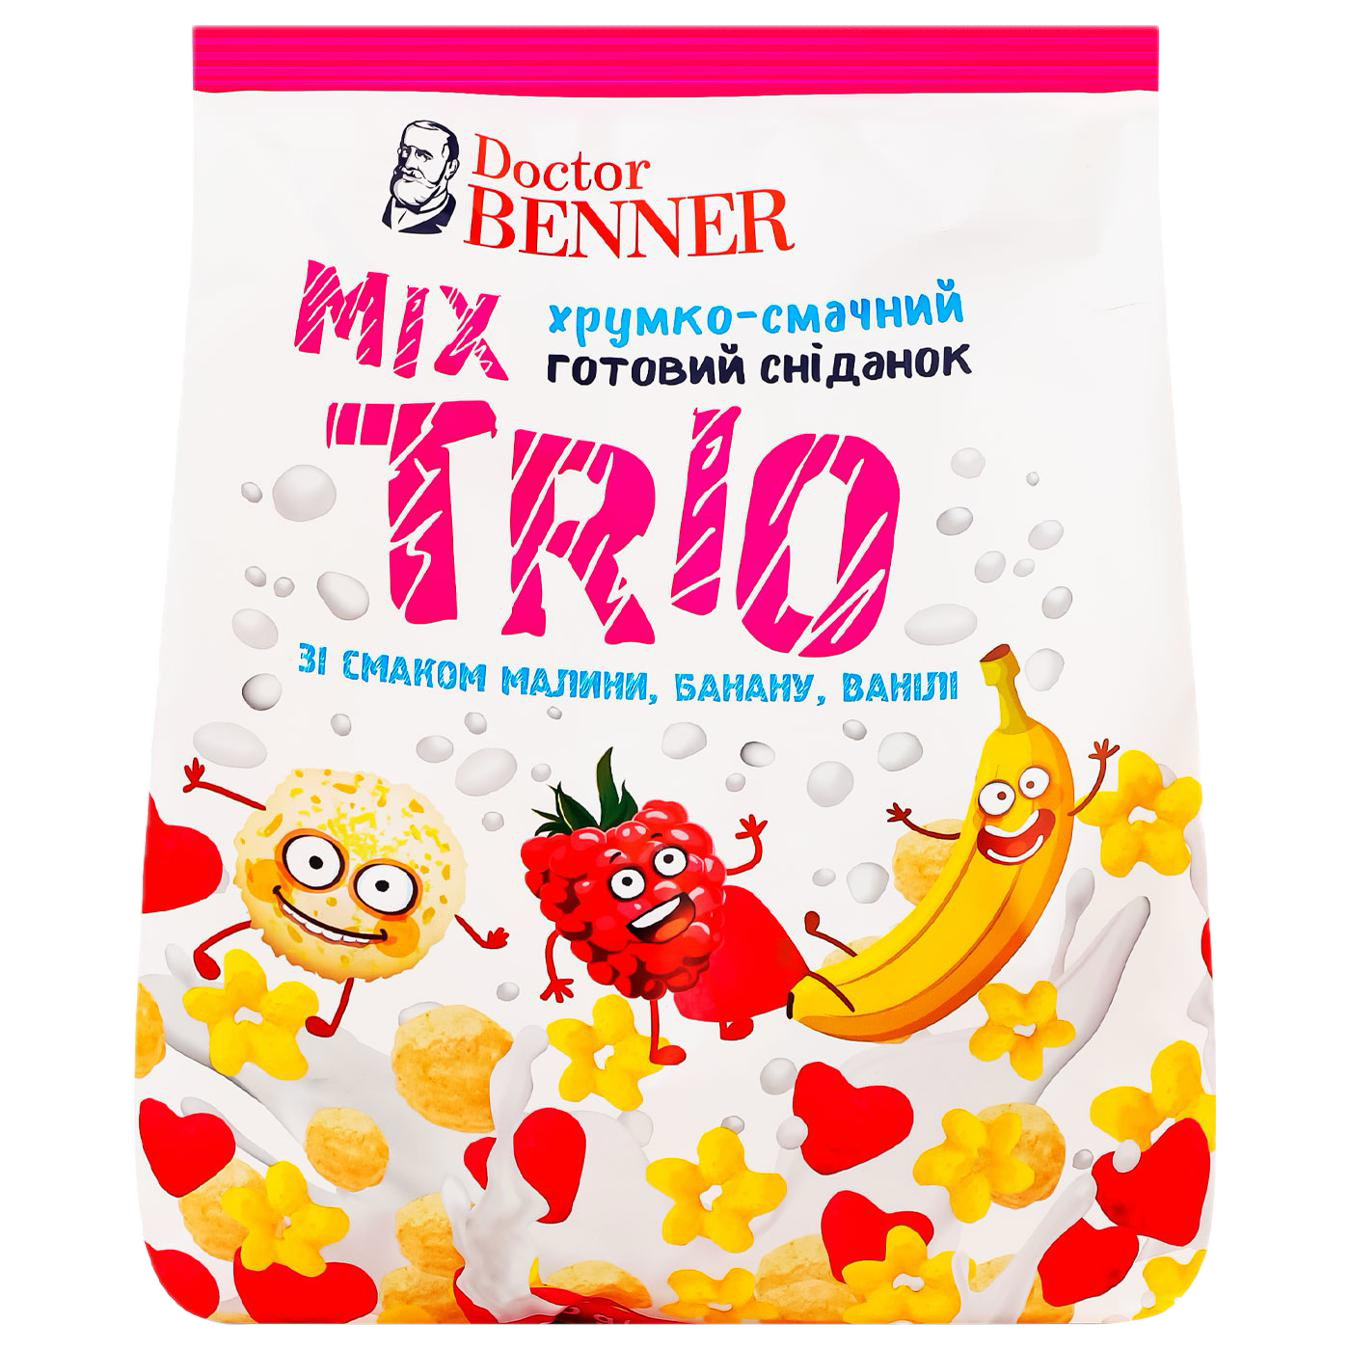 Doctor
BENNER
MIX
хрумко-смачний
готовий сніданок
TRIO
ЗІ СМАКОМ МАЛИНИ, БАНАНУ, ВАНІЛІ